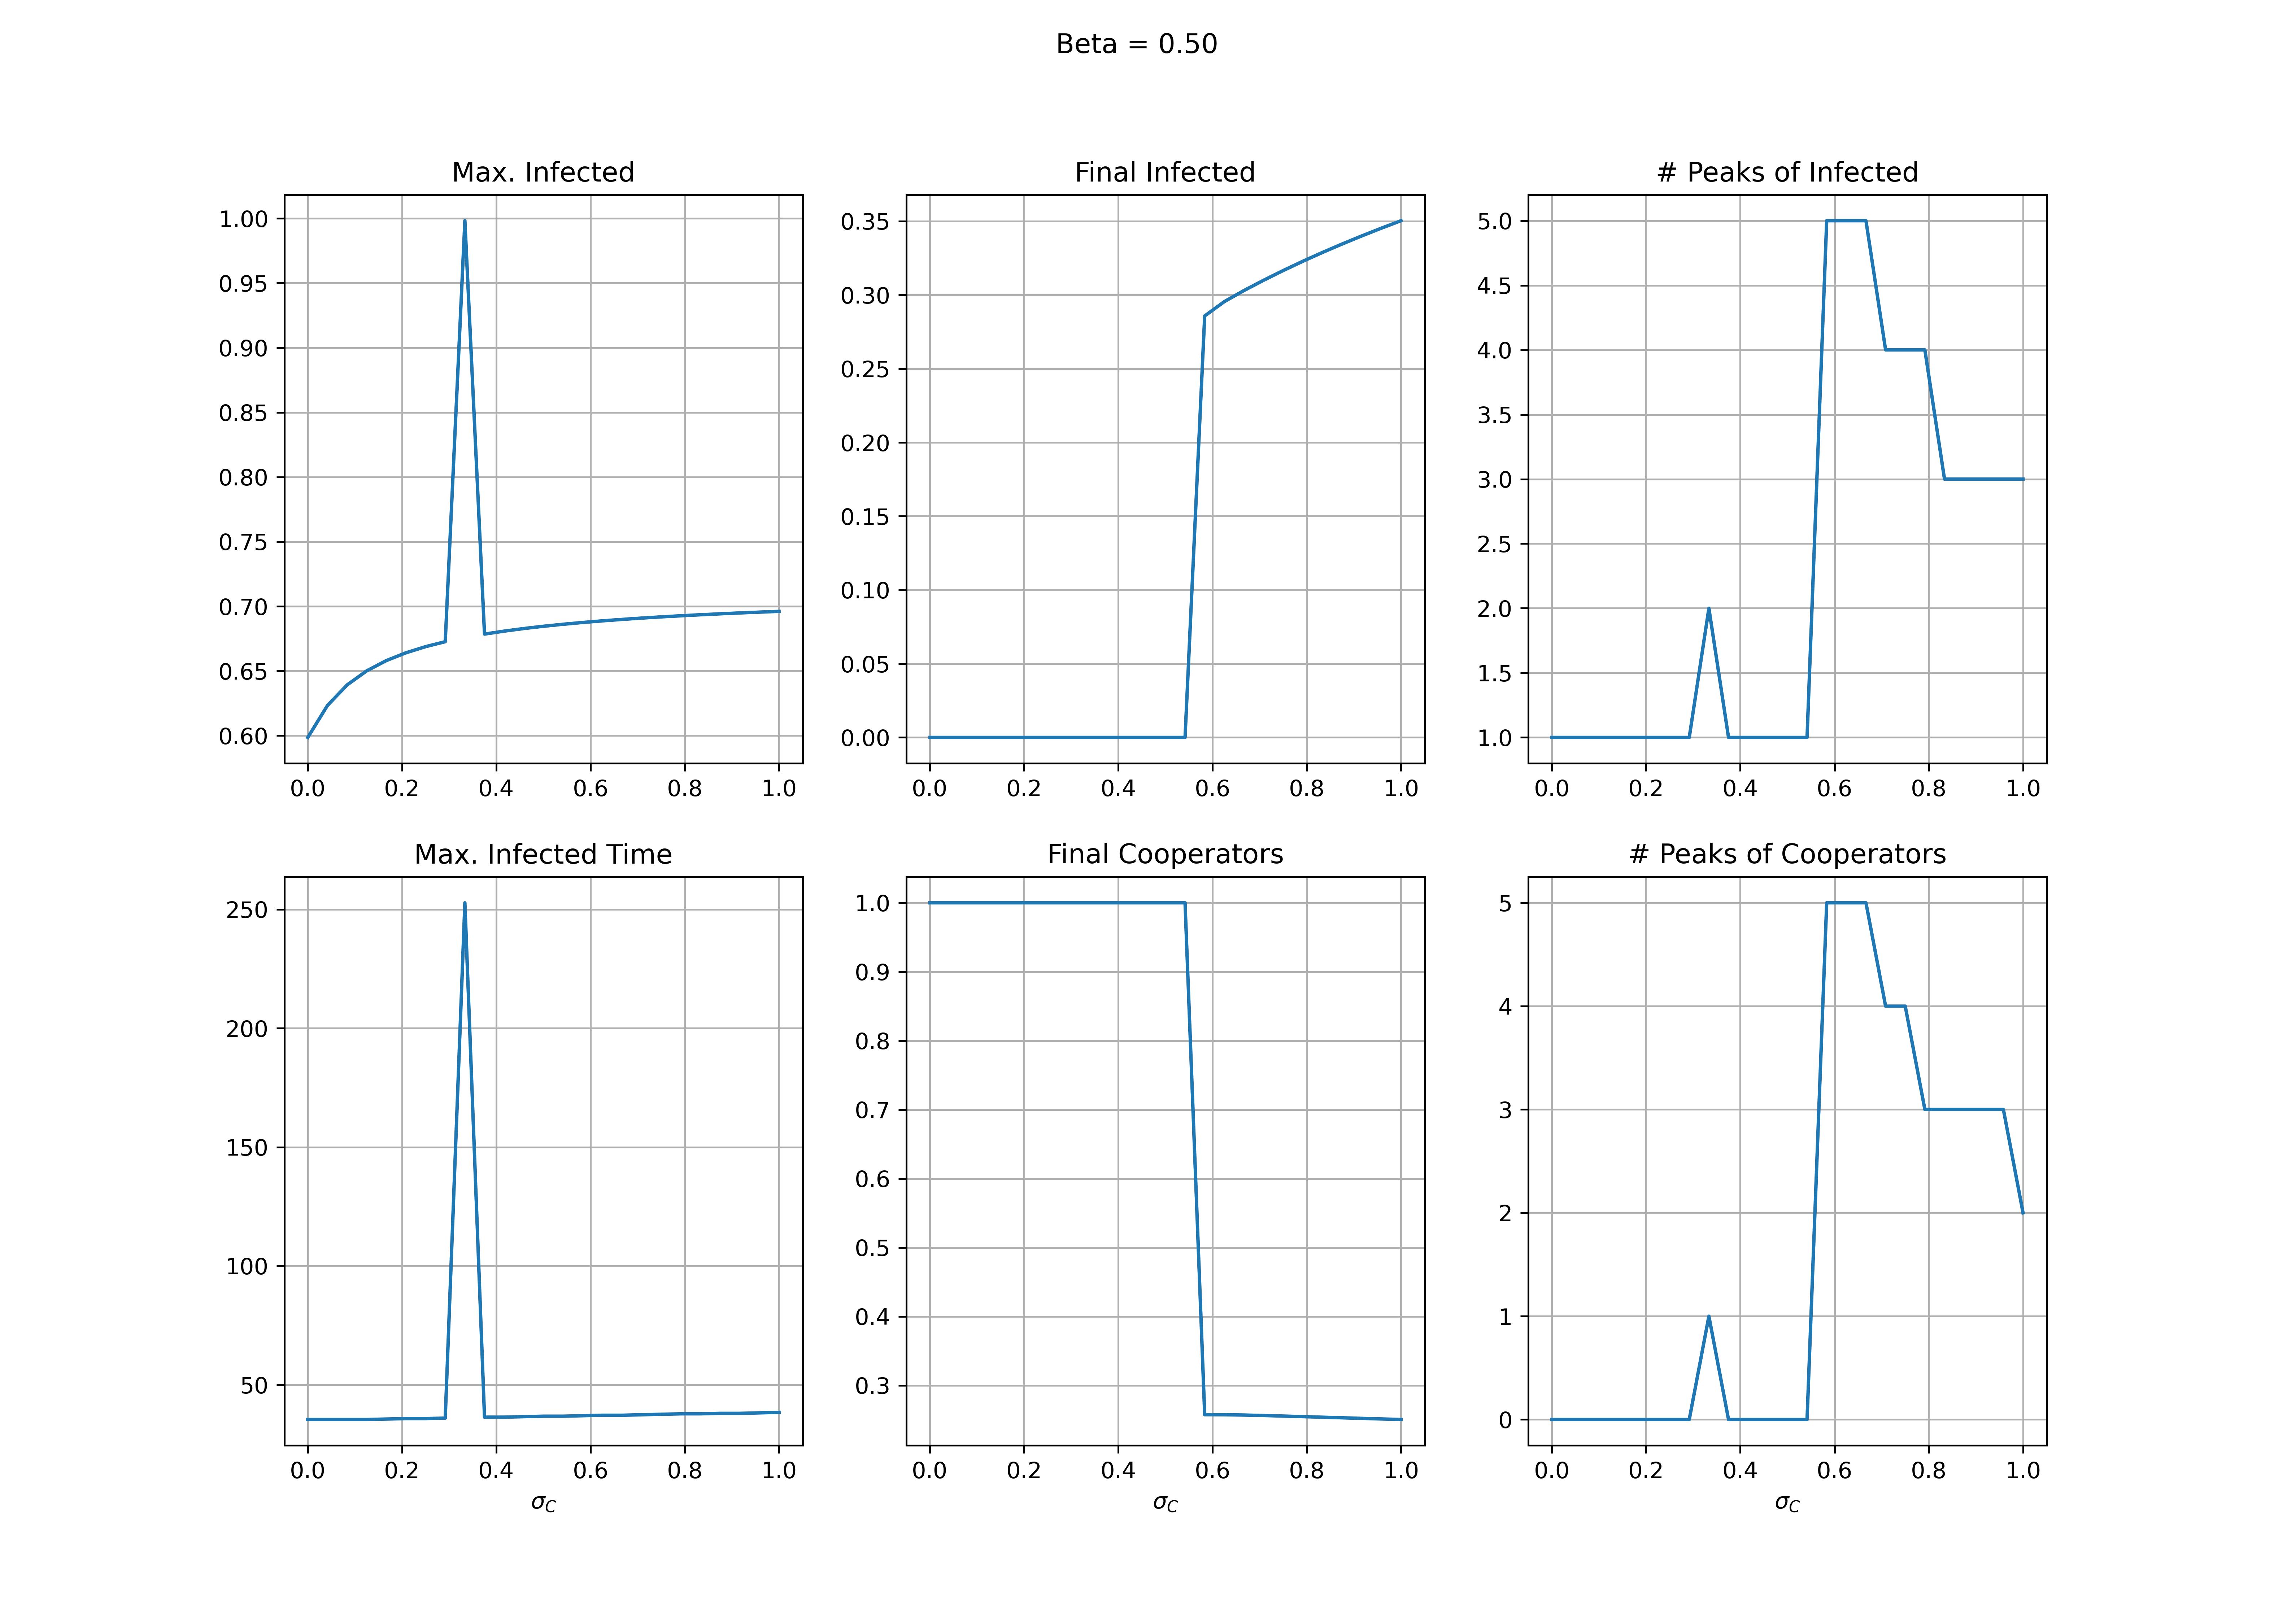 Beta = 0.50
Max. Infected
1.00
0.95
0.90
0.85
0.80
0.75
0.70
0.65
0.60
0.0 0.2 0.4 0.6 0.8 1.0
Final Infected
0.35
0.30
0.25
0.20
0.15
0.10
0.05
0.00
0.0 0.2 0.4 0.6 0.8 1.0
# Peaks of Infected
5.0
4.5
4.0
3.5
3.0
2.5
2.0
1.5
1.0
0.0 0.2 0.4 0.6 0.8 1.0
Max. Infected Time
250
200
150
100
50
0.0 0.2 0.4 0.6 0.8 1.0
σC
Final Cooperators
1.0
0.9
0.8
0.7
0.6
0.5
0.4
0.3
0.0 0.2 0.4 0.6 0.8 1.0
σC
# Peaks of Cooperators
5
4
3
2
1
0
0.0 0.2 0.4 0.6 0.8 1.0
σC